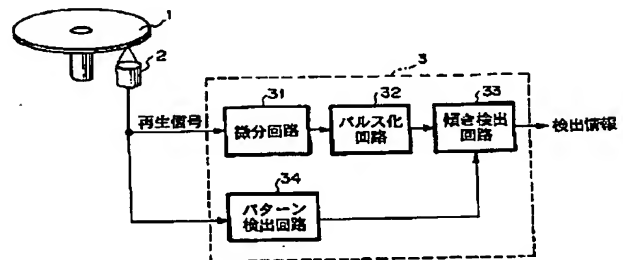 1
2
3
31
32
33
再生信号
微分回路
パルス化
回路
傾き検出
回路
検出情報
34
パターン
検出回路